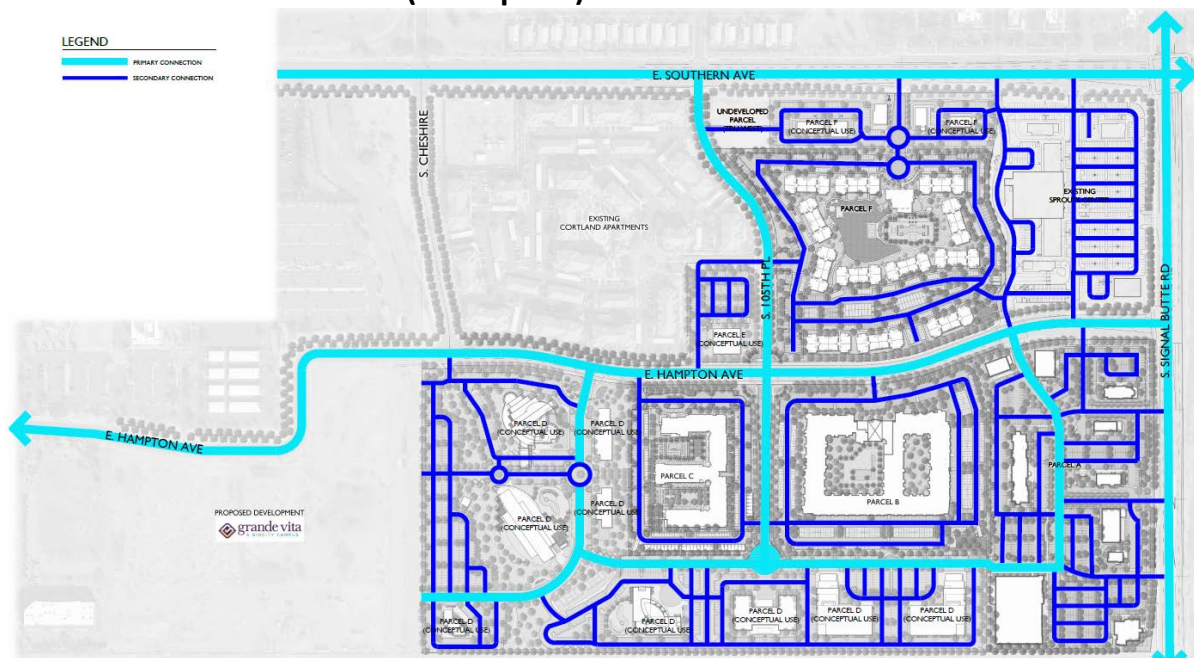 LEGEND
PRIMARY CONNECTION
SECONDARY CONNECTION
E. SOUTHERN AVE
S. CHESHIRE
UNDEVELOPED
PARCEL
PARCEL F
(CONCEPTUAL USE)
PARCEL F
(CONCEPTUAL USE)
EXISTING
SPROUTS CENTER
EXISTING
CORTLAND APARTMENTS
PARCEL F
S. 105TH PL
S. SIGNAL BUTTE RD
PARCEL E
(CONCEPTUAL USE)
E. HAMPTON AVE
E. HAMPTON AVE
PARCEL D
(CONCEPTUAL USE)
PARCEL D
(CONCEPTUAL USE)
PARCEL C
PARCEL B
PARCEL A
PROPOSED DEVELOPMENT
grande vita
PARCEL D
(CONCEPTUAL USE)
PARCEL D
(CONCEPTUAL USE)
PARCEL D
(CONCEPTUAL USE)
PARCEL D
(CONCEPTUAL USE)
PARCEL D
(CONCEPTUAL USE)
PARCEL D
(CONCEPTUAL USE)
PARCEL D
(CONCEPTUAL USE)